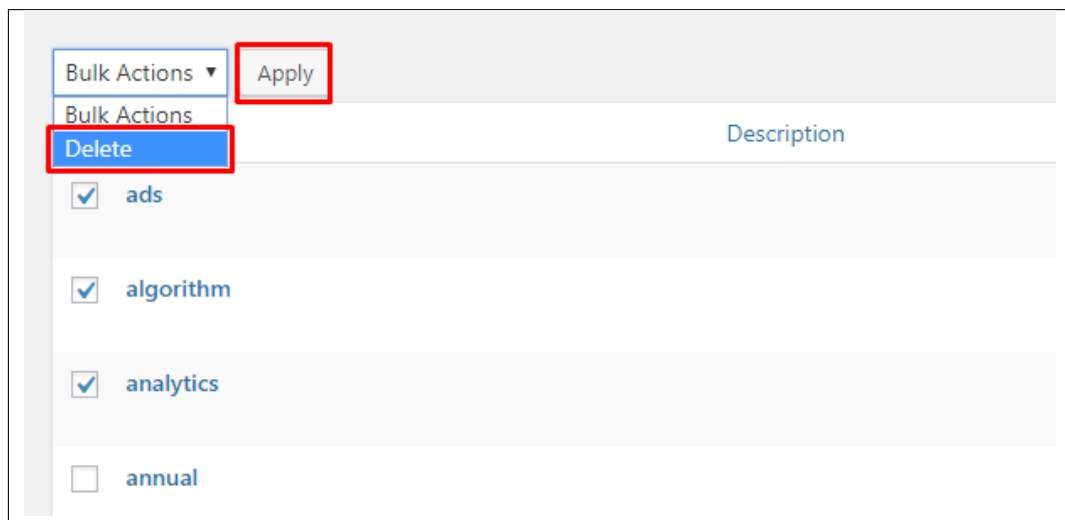 Bulk Actions ▼ Apply
Bulk Actions
Delete
Description
ads
algorithm
analytics
annual